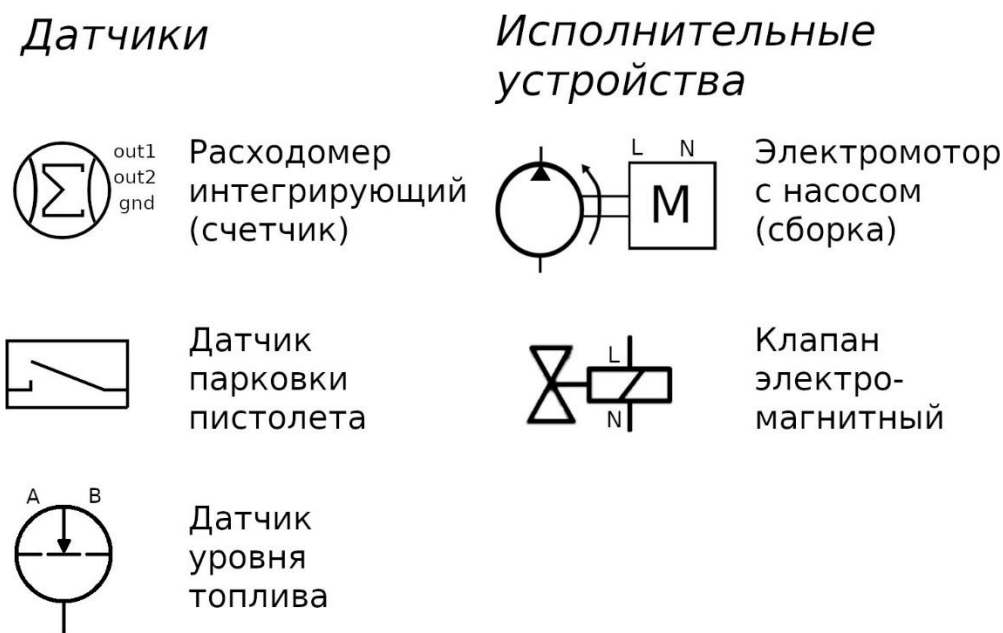 Датчики
out1
out2
gnd
Расходомер
интегрирующий
(счетчик)
Датчик
парковки
пистолета
A B
Датчик
уровня
топлива
Исполнительные
устройства
L N
M
Электромотор
с насосом
(сборка)
L
N
Клапан
электро-
магнитный